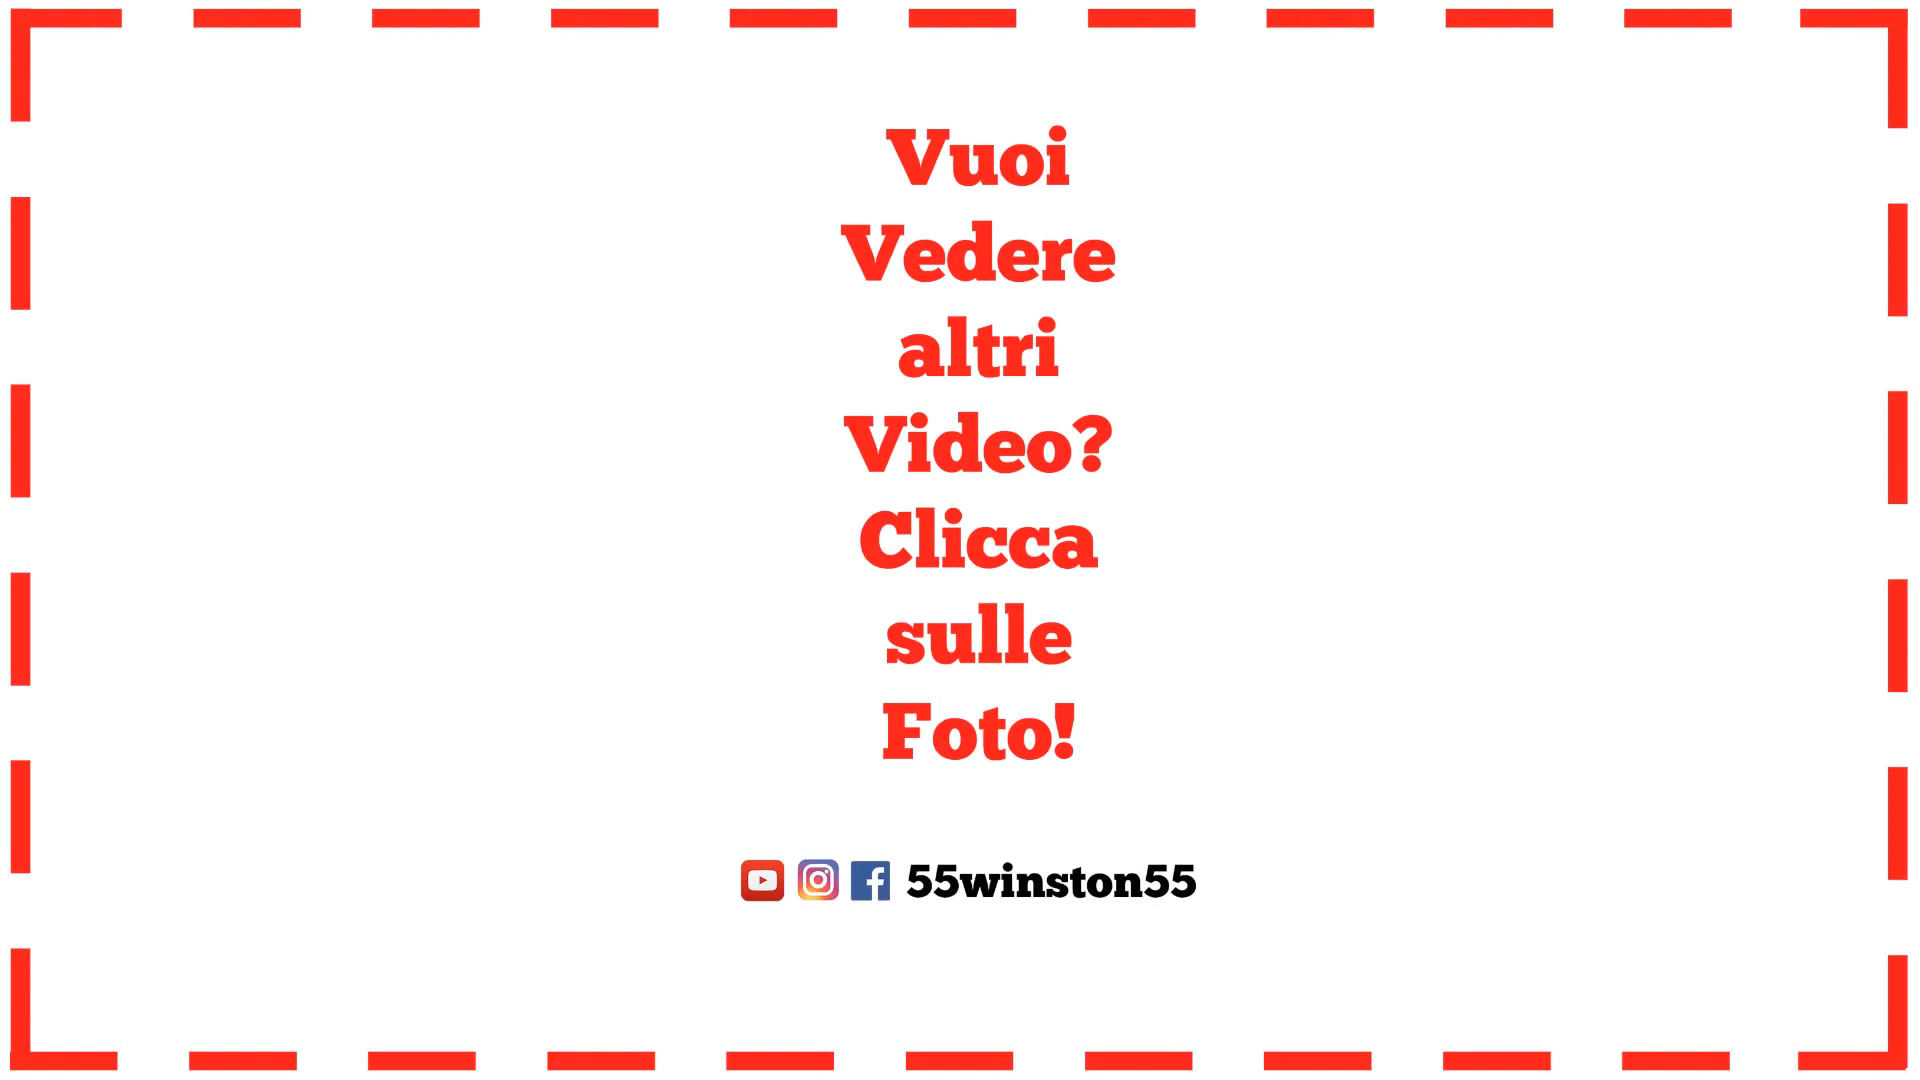 Vuoi
Vedere
altri
Video?
Clicca
sulle
Foto!
55winston55